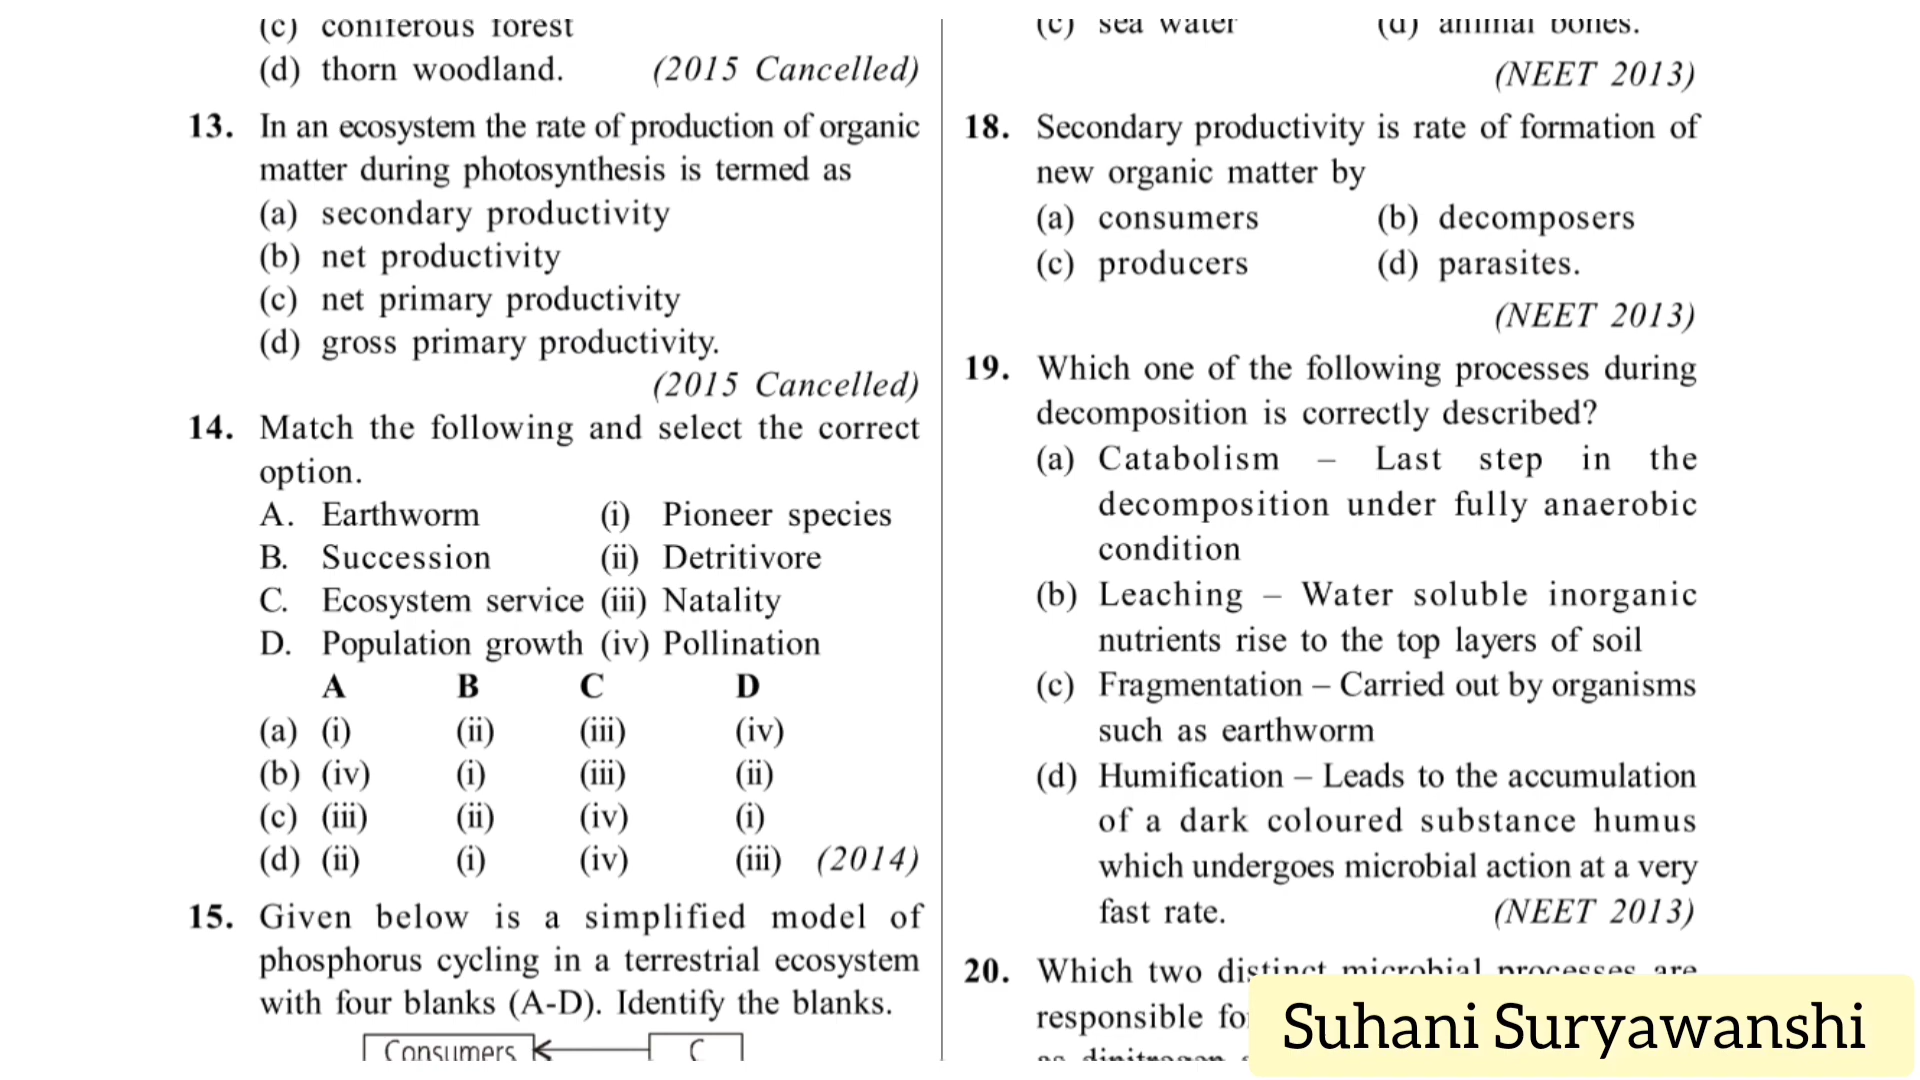 (c) coniferous forest
(d) thorn woodland. (2015 Cancelled)
13. In an ecosystem the rate of production of organic
matter during photosynthesis is termed as
(a) secondary productivity
(b) net productivity
(c) net primary productivity
(d) gross primary productivity.
(2015 Cancelled)
14. Match the following and select the correct
option.
A. Earthworm (i) Pioneer species
B. Succession (ii) Detritivore
C. Ecosystem service (iii) Natality
D. Population growth (iv) Pollination
A B C D
(a) (i) (ii) (iii) (iv)
(b) (iv) (i) (iii) (ii)
(c) (iii) (ii) (iv) (i)
(d) (ii) (i) (iv) (iii) (2014)
15. Given below is a simplified model of
phosphorus cycling in a terrestrial ecosystem
with four blanks (A-D). Identify the blanks.
Consumers C
(c) sea water (d) animal bones.
(NEET 2013)
18. Secondary productivity is rate of formation of
new organic matter by
(a) consumers (b) decomposers
(c) producers (d) parasites.
(NEET 2013)
19. Which one of the following processes during
decomposition is correctly described?
(a) Catabolism – Last step in the
decomposition under fully anaerobic
condition
(b) Leaching – Water soluble inorganic
nutrients rise to the top layers of soil
(c) Fragmentation – Carried out by organisms
such as earthworm
(d) Humification – Leads to the accumulation
of a dark coloured substance humus
which undergoes microbial action at a very
fast rate. (NEET 2013)
20. Which two distinct microbial processes are
responsible
Suhani Suryawanshi